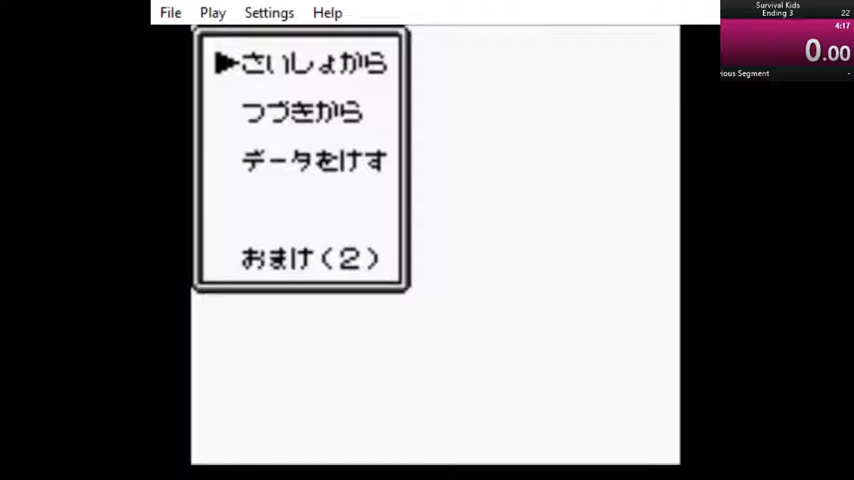 File Play Settings Help
Survival Kids
Ending 3 22
4:17
0.00
ious Segment -
▶さいしょから
つづきから
データをけす
おまけ(2)